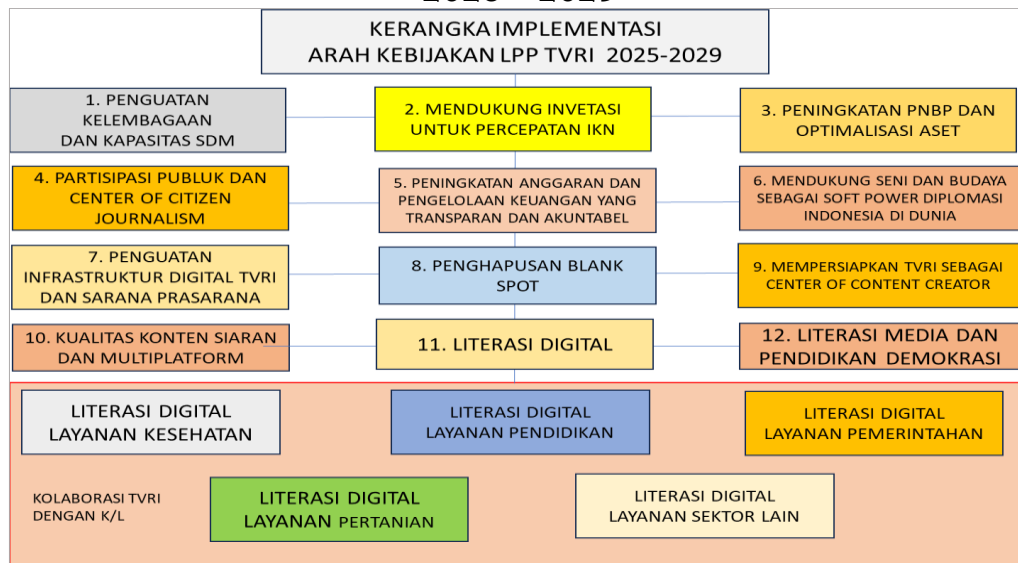 KERANGKA IMPLEMENTASI
ARAH KEBIJAKAN LPP TVRI 2025-2029
1. PENGUATAN
KELEMBAGAAN
DAN KAPASITAS SDM
2. MENDUKUNG INVETASI
UNTUK PERCEPATAN IKN
3. PENINGKATAN PNBP DAN
OPTIMALISASI ASET
4. PARTISIPASI PUBLUK DAN
CENTER OF CITIZEN
JOURNALISM
5. PENINGKATAN ANGGARAN DAN
PENGELOLAAN KEUANGAN YANG
TRANSPARAN DAN AKUNTABEL
6. MENDUKUNG SENI DAN BUDAYA
SEBAGAI SOFT POWER DIPLOMASI
INDONESIA DI DUNIA
7. PENGUATAN
INFRASTRUKTUR DIGITAL TVRI
DAN SARANA PRASARANA
8. PENGHAPUSAN BLANK
SPOT
9. MEMPERSIAPKAN TVRI SEBAGAI
CENTER OF CONTENT CREATOR
10. KUALITAS KONTEN SIARAN
DAN MULTIPLATFORM
11. LITERASI DIGITAL
12. LITERASI MEDIA DAN
PENDIDIKAN DEMOKRASI
LITERASI DIGITAL
LAYANAN KESEHATAN
LITERASI DIGITAL
LAYANAN PENDIDIKAN
LITERASI DIGITAL
LAYANAN PEMERINTAHAN
KOLABORASI TVRI
DENGAN K/L
LITERASI DIGITAL
LAYANAN PERTANIAN
LITERASI DIGITAL
LAYANAN SEKTOR LAIN